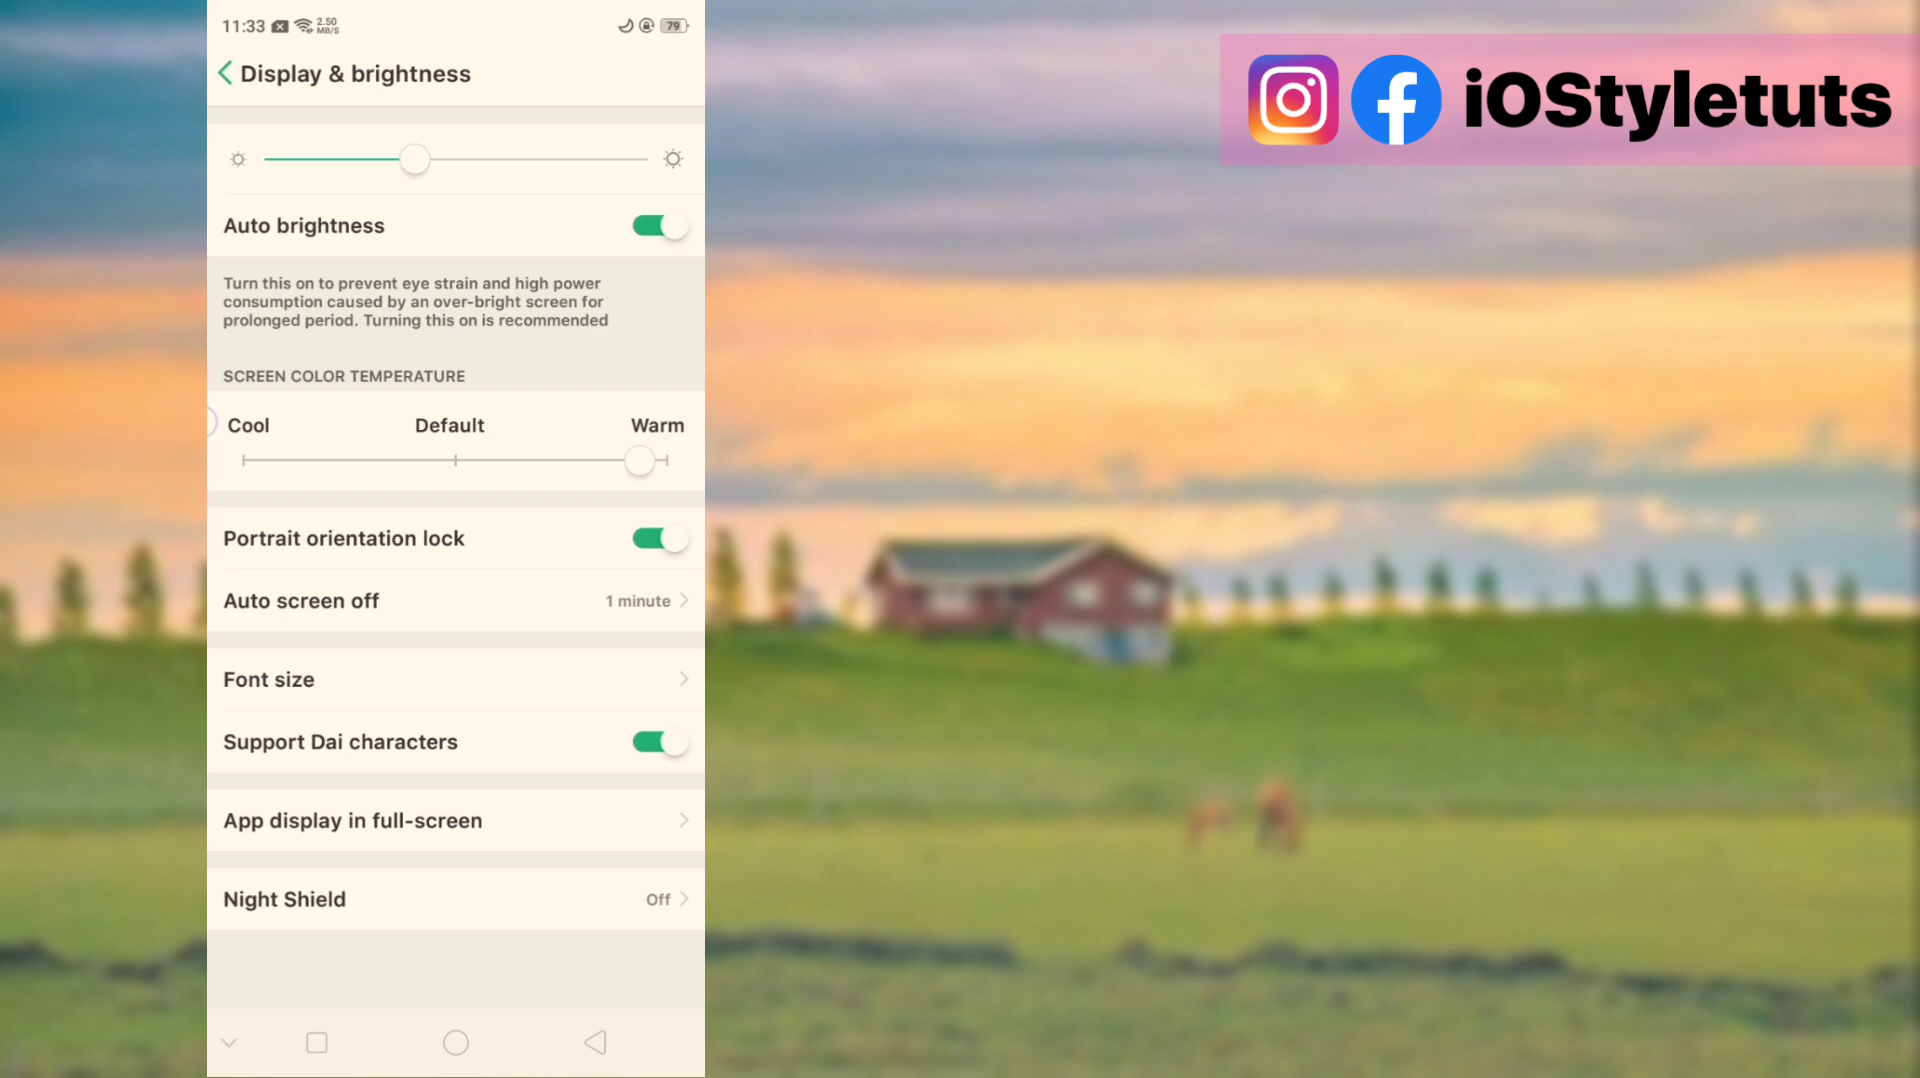 11:33 2.50 MB/S 79
Display & brightness
Auto brightness
Turn this on to prevent eye strain and high power
consumption caused by an over-bright screen for
prolonged period. Turning this on is recommended
SCREEN COLOR TEMPERATURE
Cool Default Warm
Portrait orientation lock
Auto screen off 1 minute
Font size
Support Dai characters
App display in full-screen
Night Shield Off
iOStyletuts